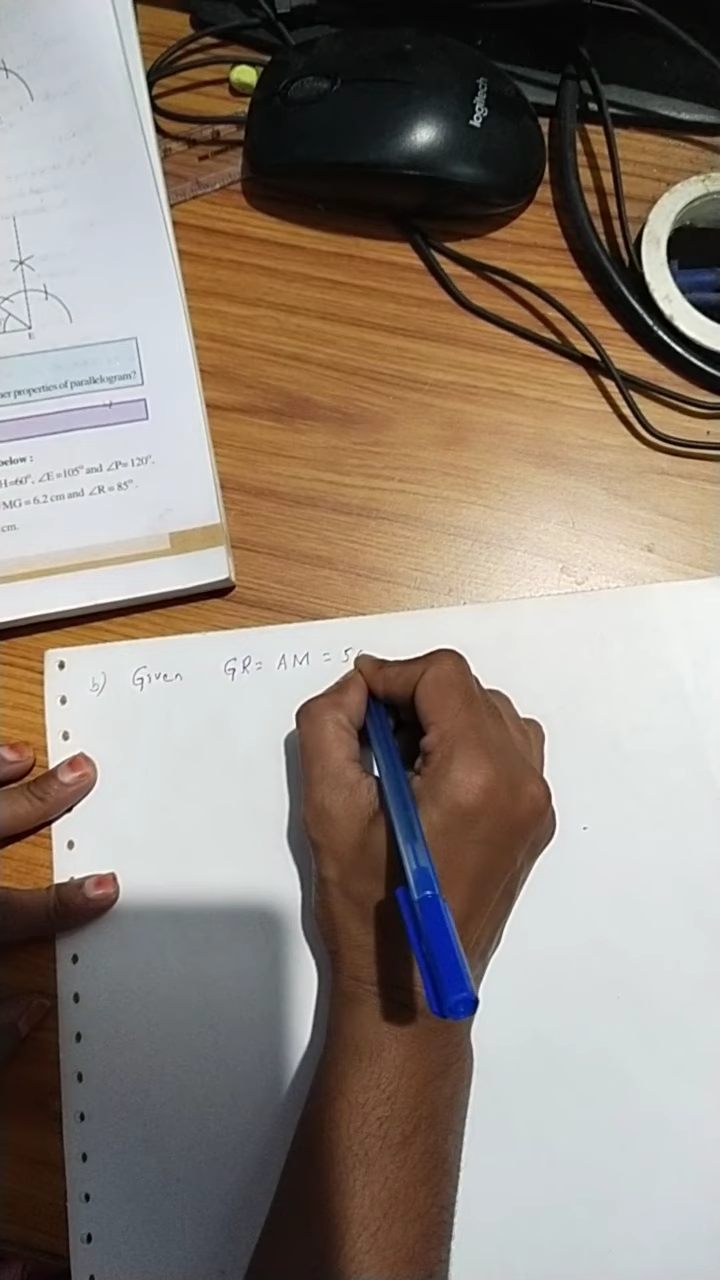 logitech
E
her properties of parallelogram?
below :
H=60°, ∠E=105° and ∠P=120°.
MG = 6.2 cm and ∠R = 85°.
cm.
b) Given GR = AM = 5